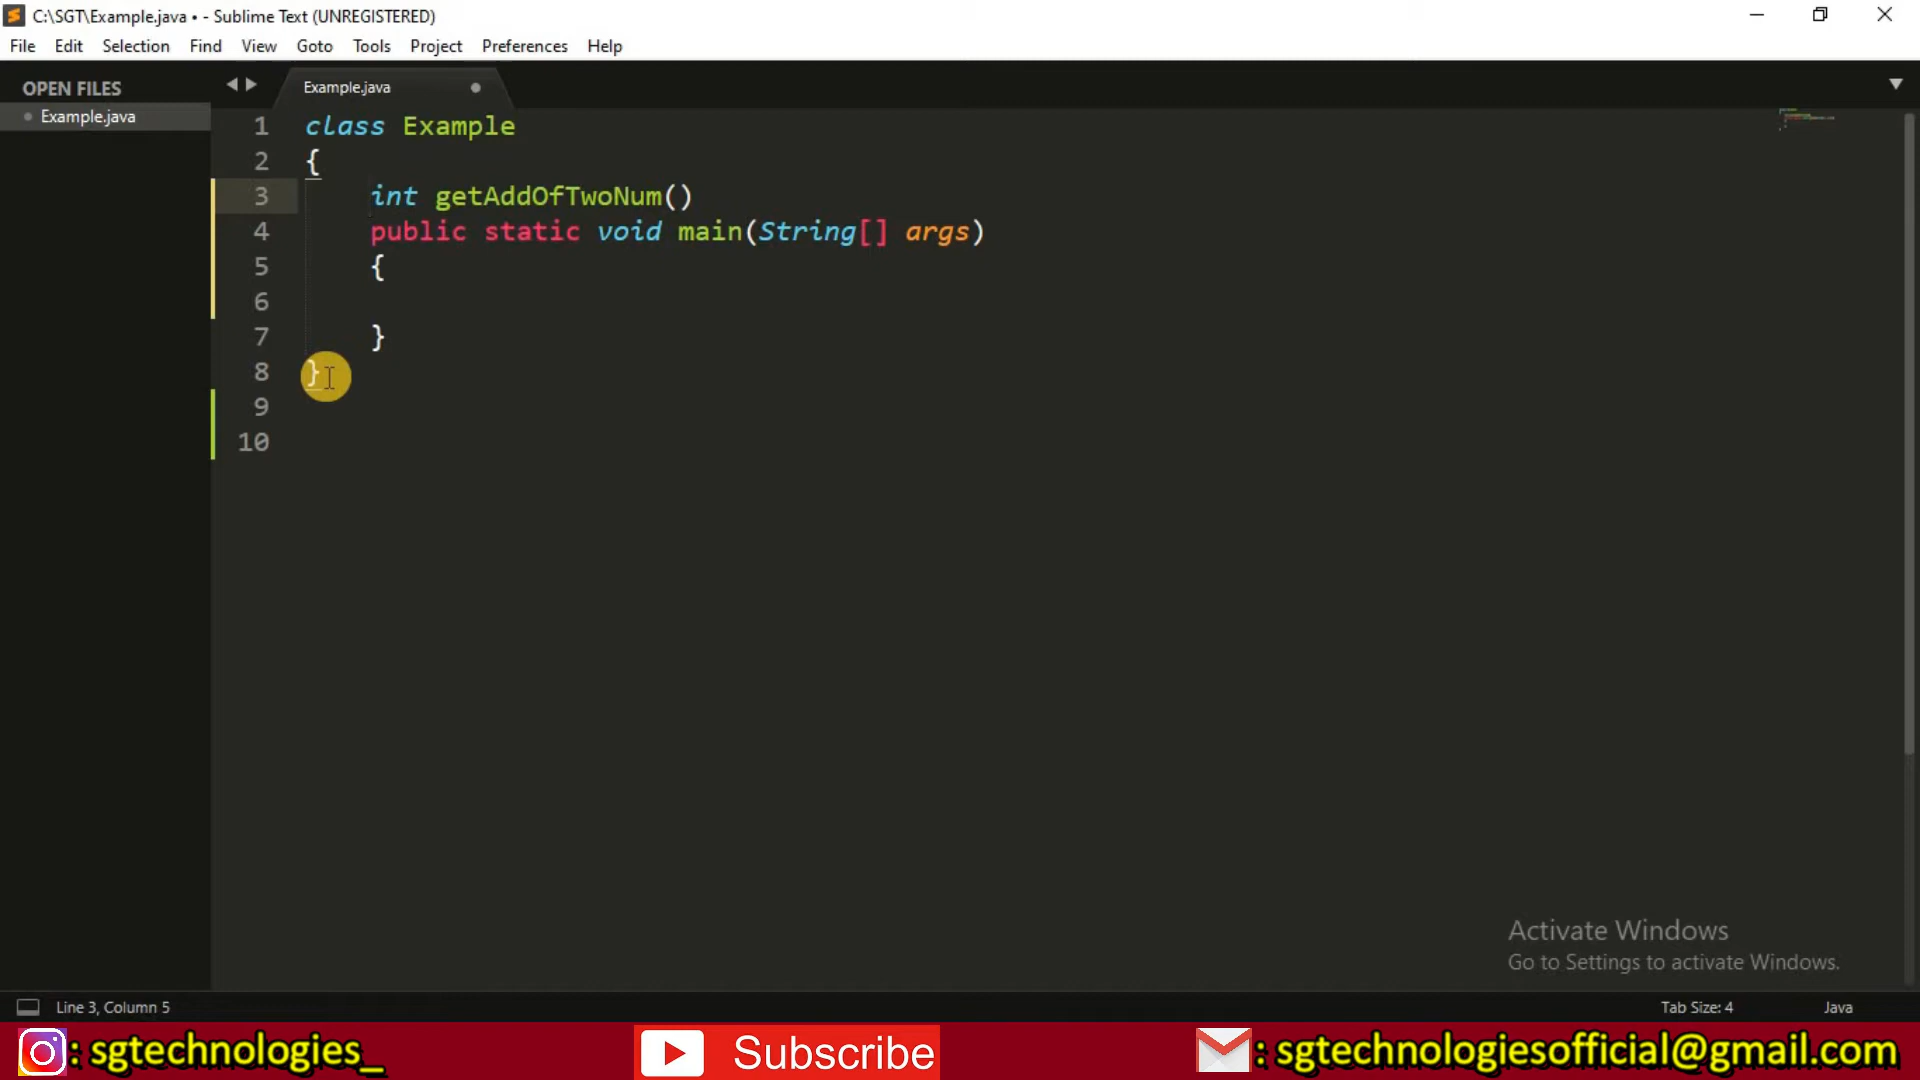 C:\SGT\Example.java • - Sublime Text (UNREGISTERED)
File Edit Selection Find View Goto Tools Project Preferences Help
OPEN FILES
Example.java
Example.java
1 class Example
2 {
3 int getAddOfTwoNum()
4 public static void main(String[] args)
5 {
6
7 }
8 }
9
10
Activate Windows
Go to Settings to activate Windows.
Line 3, Column 5
Tab Size: 4
Java
: sgtechnologies_
Subscribe
: sgtechnologiesofficial@gmail.com